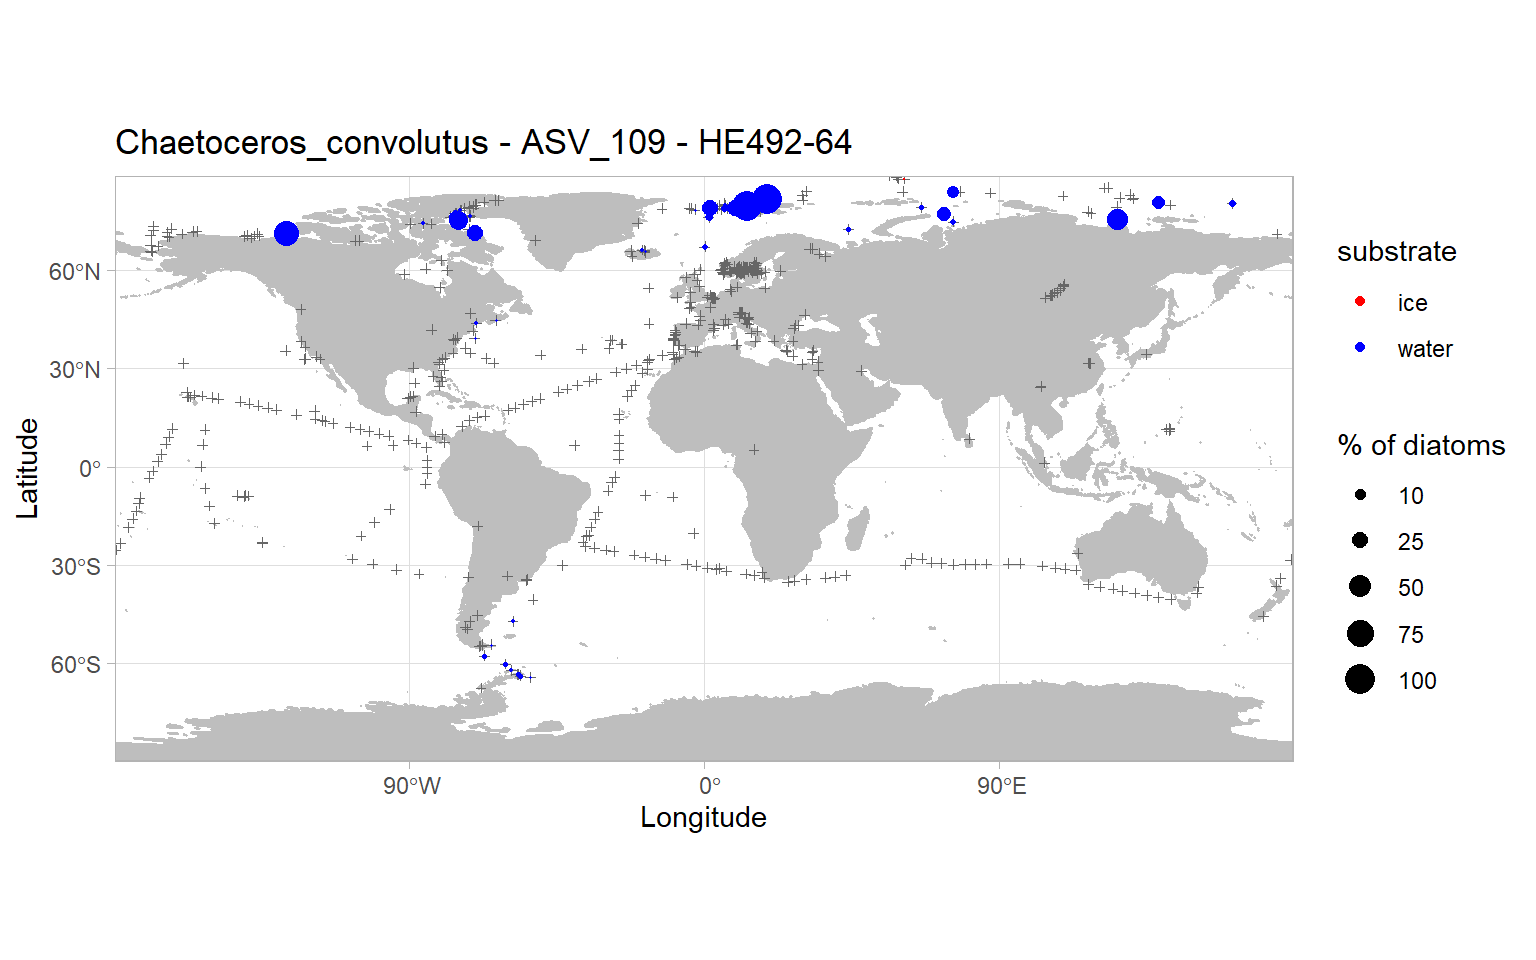 Chaetoceros_convolutus - ASV_109 - HE492-64
60°N
30°N
0°
30°S
60°S
Latitude
90°W
0°
90°E
Longitude
substrate
ice
water
% of diatoms
10
25
50
75
100